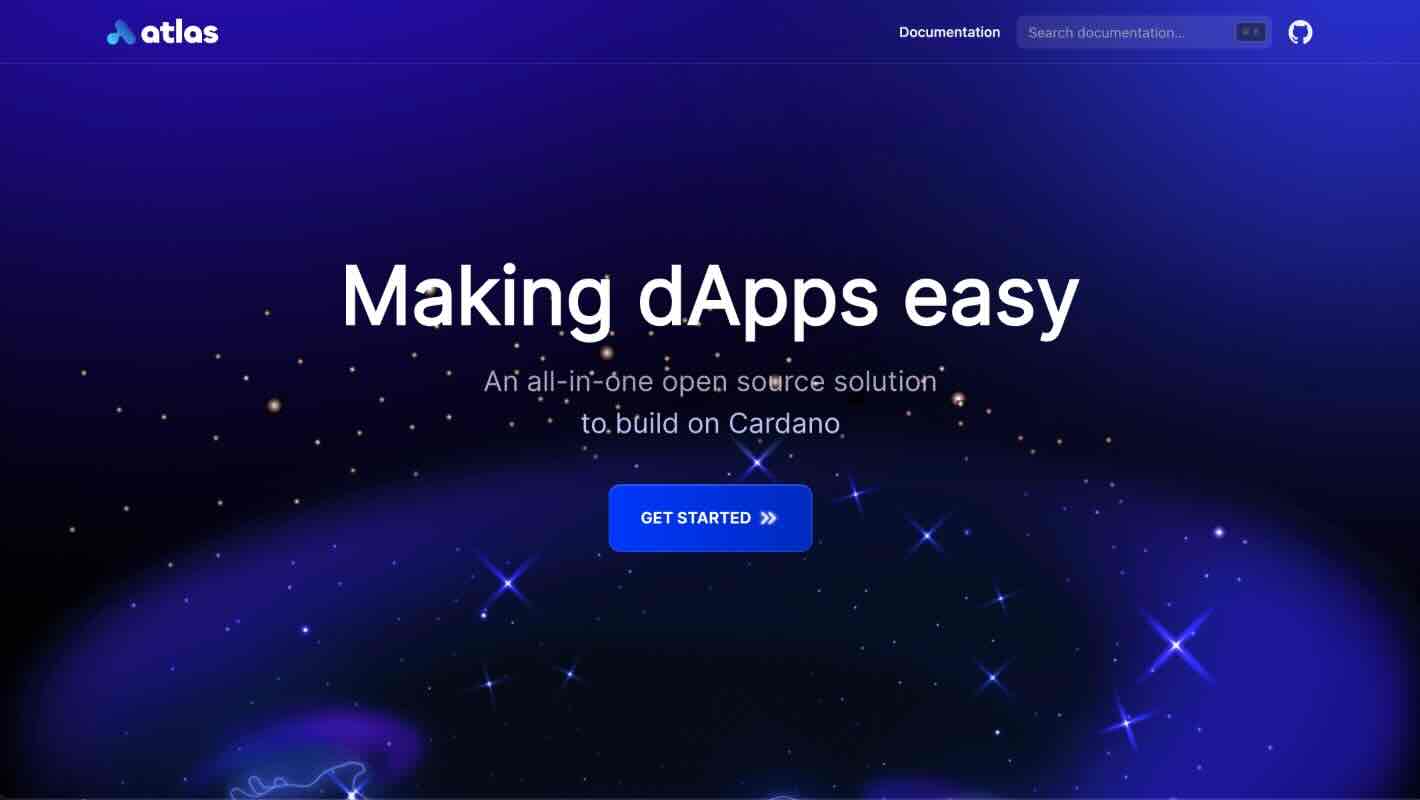 atlas
Documentation
Search documentation...
⌘ K
Making dApps easy
An all-in-one open source solution
to build on Cardano
GET STARTED